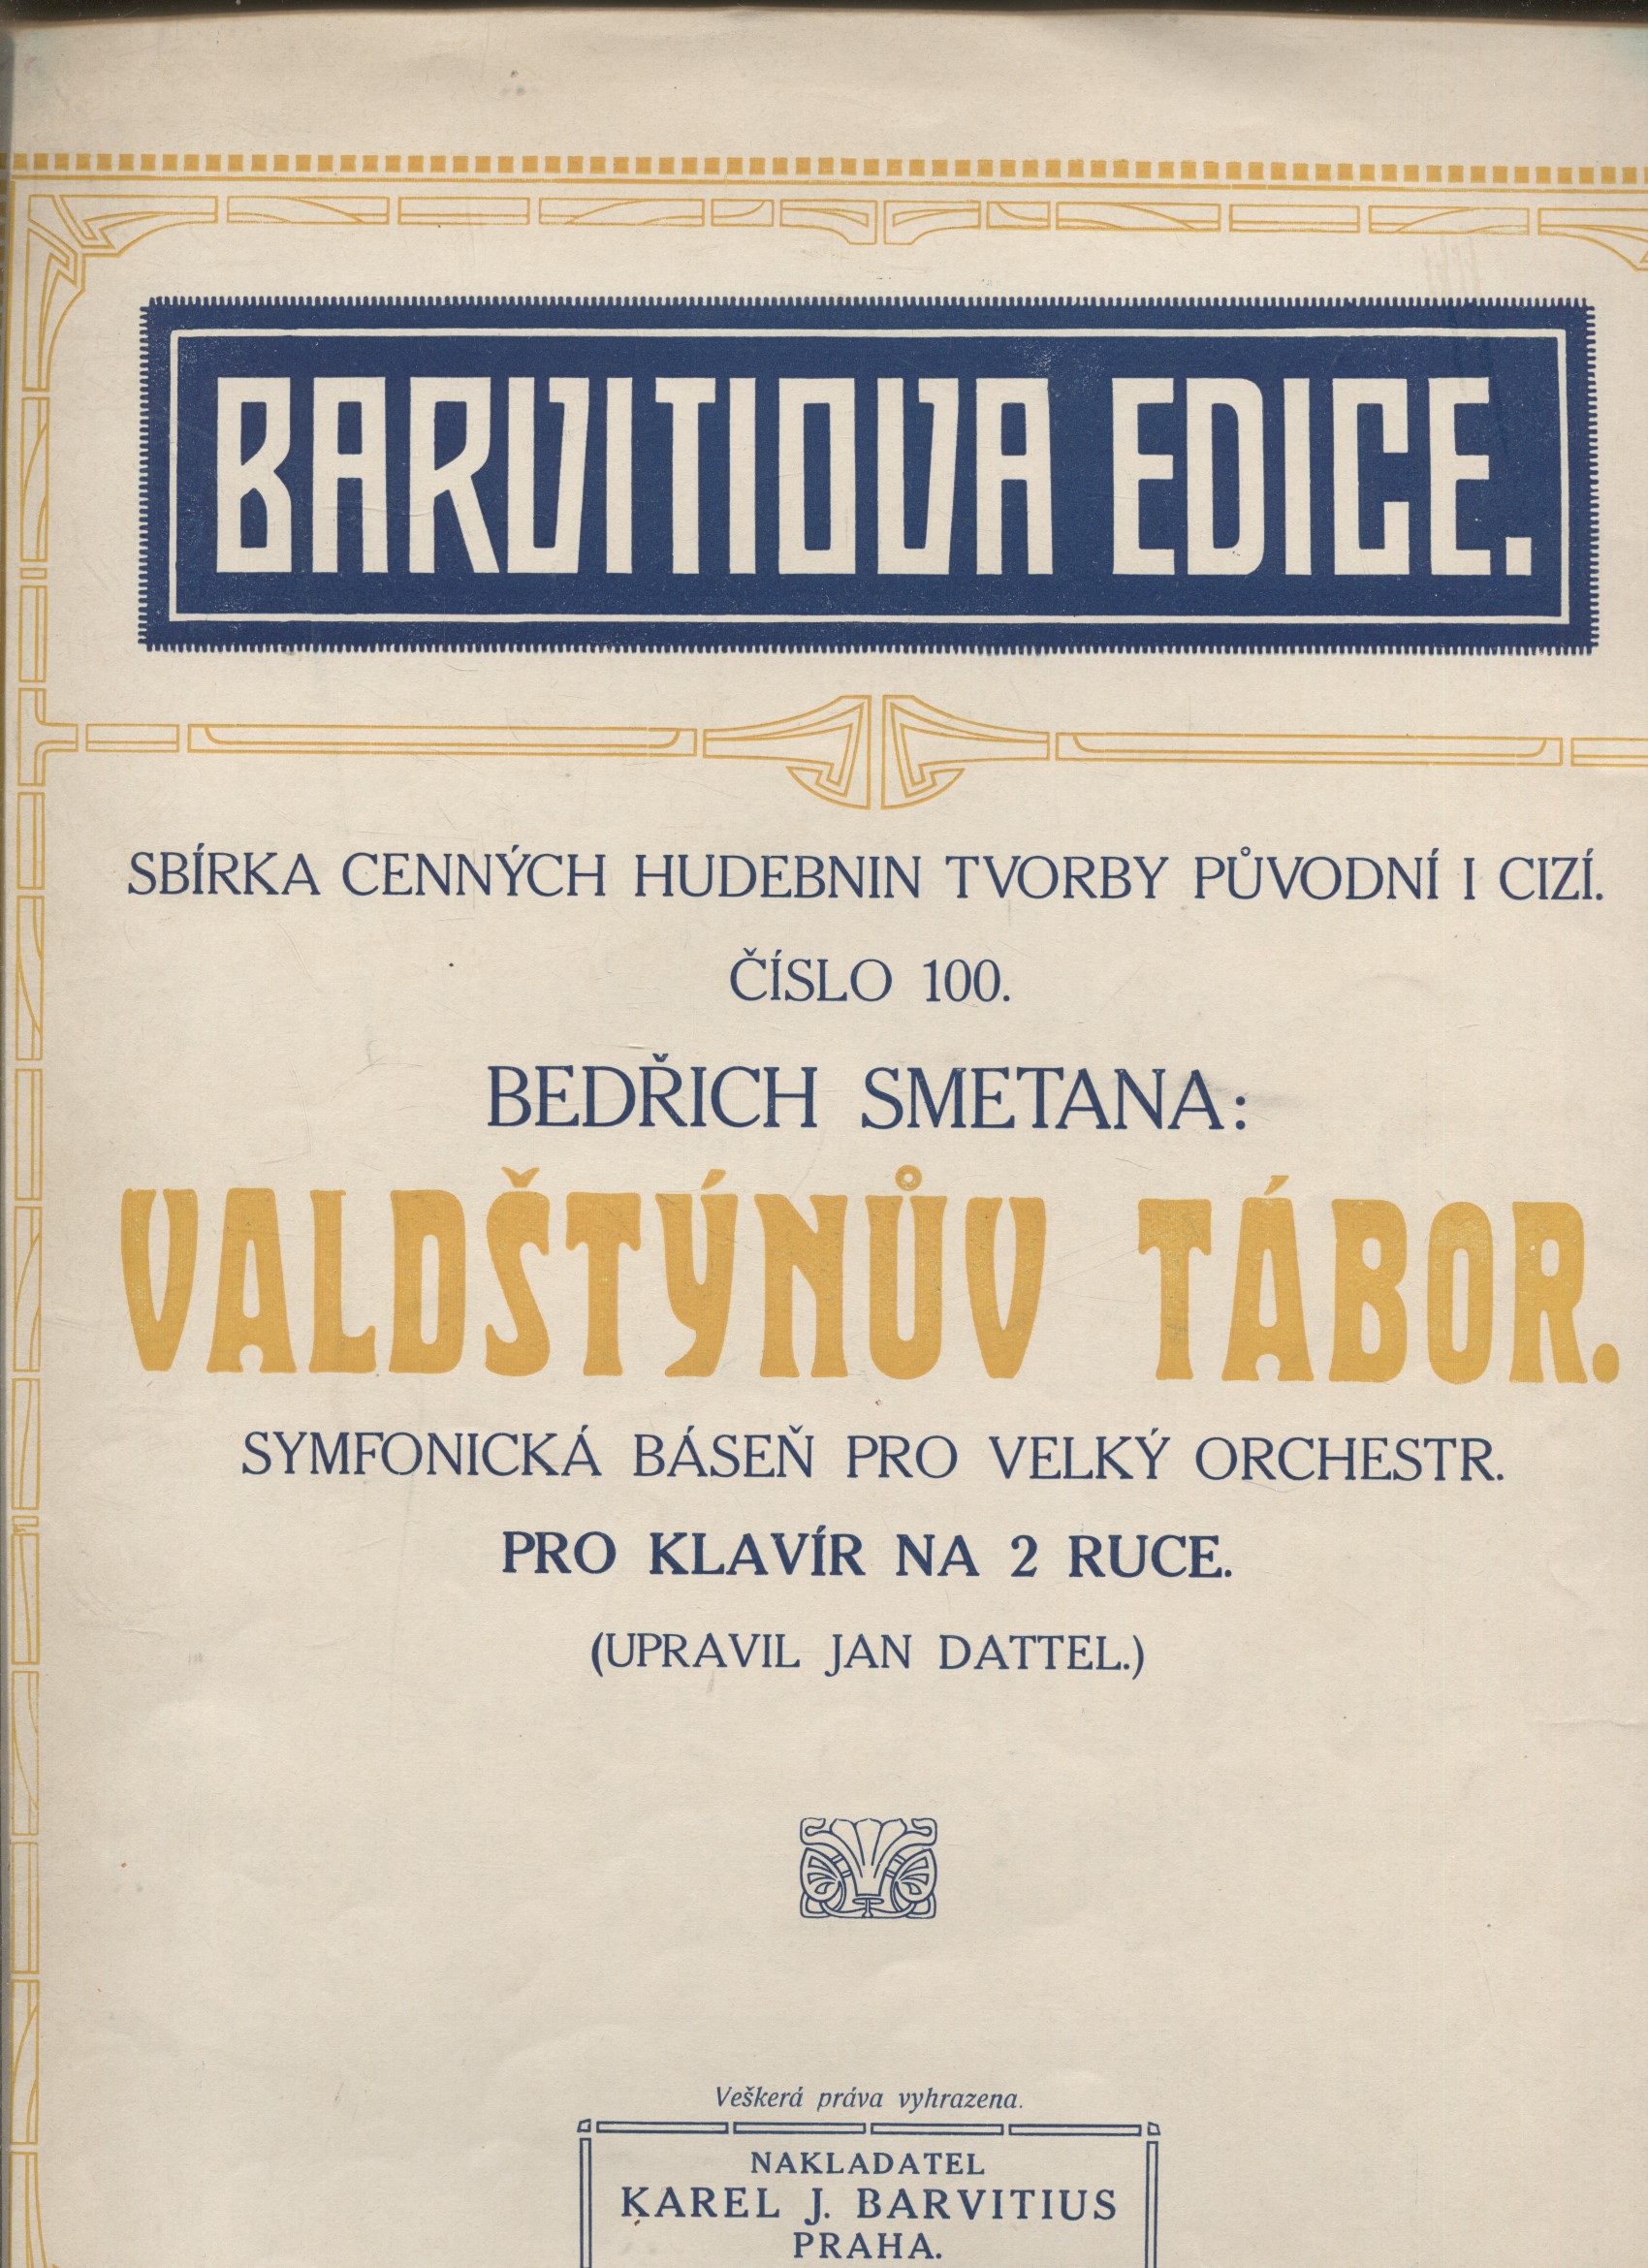 BARVITIOVA EDICE.
SBÍRKA CENNÝCH HUDEBNIN TVORBY PŮVODNÍ I CIZÍ.
ČÍSLO 100.
BEDŘICH SMETANA:
VALDŠTÝNŮV TÁBOR.
SYMFONICKÁ BÁSEŇ PRO VELKÝ ORCHESTR.
PRO KLAVÍR NA 2 RUCE.
(UPRAVIL JAN DATTEL.)
Veškerá práva vyhrazena.
NAKLADATEL
KAREL J. BARVITIUS
PRAHA.